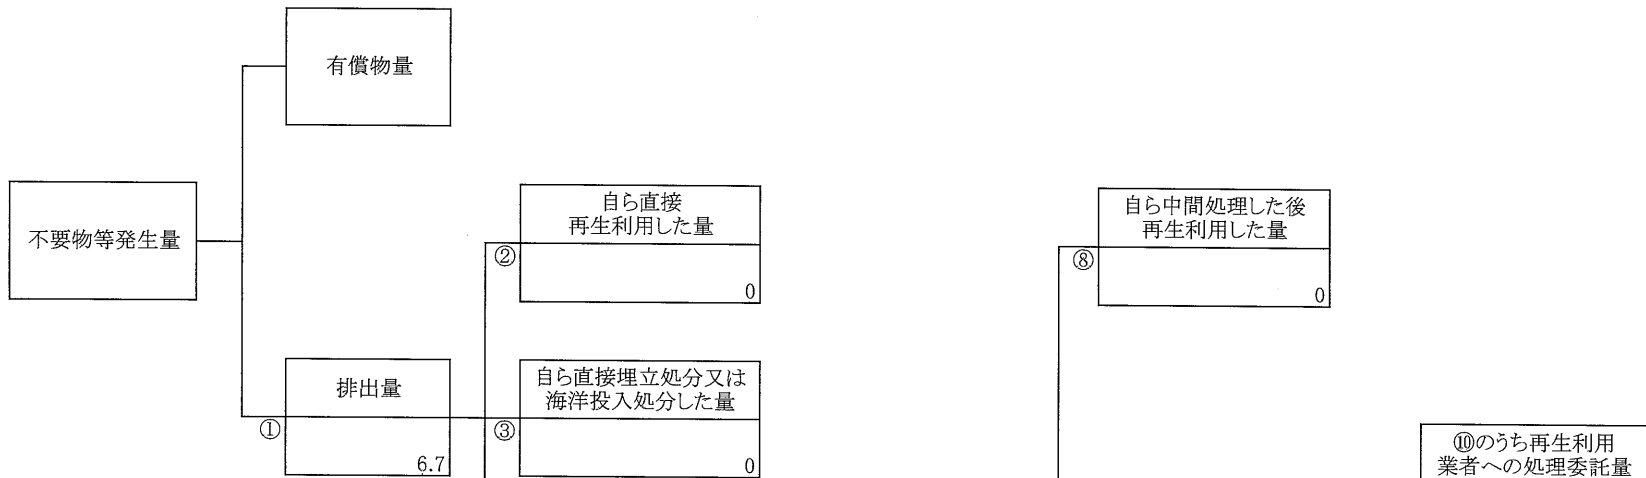 有償物量
不要物等発生量
自ら直接
再生利用した量
②
0
自ら中間処理した後
再生利用した量
⑧
0
排出量
①
6.7
自ら直接埋立処分又は
海洋投入処分した量
③
0
⑩のうち再生利用
業者への処理委託量